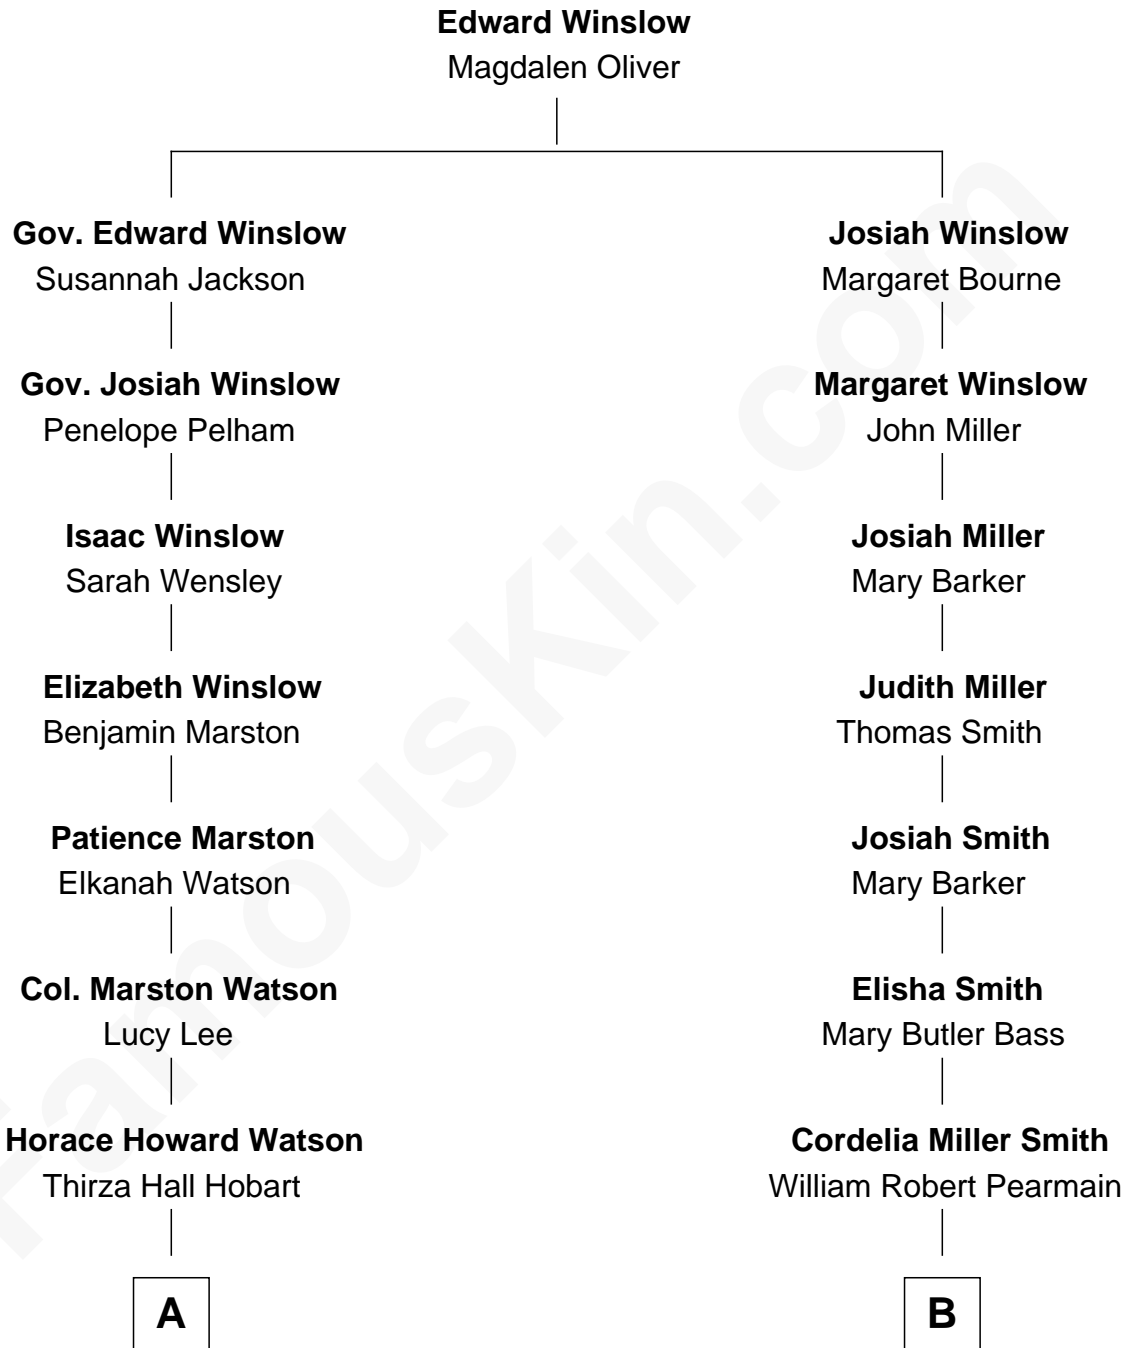 Edward Winslow
Magdalen Oliver
Gov. Edward Winslow
Susannah Jackson
Josiah Winslow
Margaret Bourne
Gov. Josiah Winslow
Penelope Pelham
Margaret Winslow
John Miller
Isaac Winslow
Sarah Wensley
Josiah Miller
Mary Barker
Elizabeth Winslow
Benjamin Marston
Judith Miller
Thomas Smith
Patience Marston
Elkanah Watson
Josiah Smith
Mary Barker
Col. Marston Watson
Lucy Lee
Elisha Smith
Mary Butler Bass
Horace Howard Watson
Thirza Hall Hobart
Cordelia Miller Smith
William Robert Pearmain
A
B
FamousKin.com